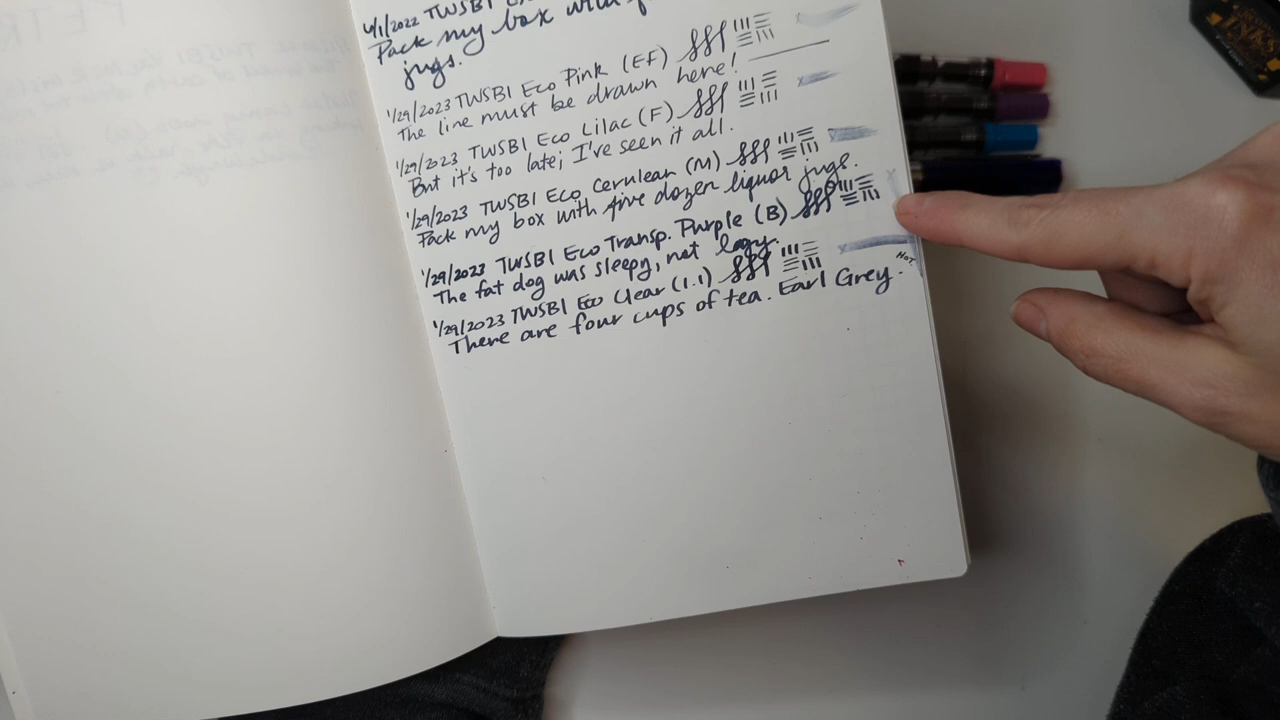 6/1/2022 TWSBI Eco
Pack my box with
jugs.
1/29/2023 TWSBI Eco Pink (EF)
The line must be drawn here!
1/29/2023 TWSBI Eco Lilac (F)
But it's too late; I've seen it all.
1/29/2023 TWSBI Eco Cerulean (M)
Pack my box with five dozen liquor jugs.
1/29/2023 TWSBI Eco Transp. Purple (B)
The fat dog was sleepy, not lazy.
1/29/2023 TWSBI Eco Clear (1.1)
There are four cups of tea. Earl Grey.
HOT